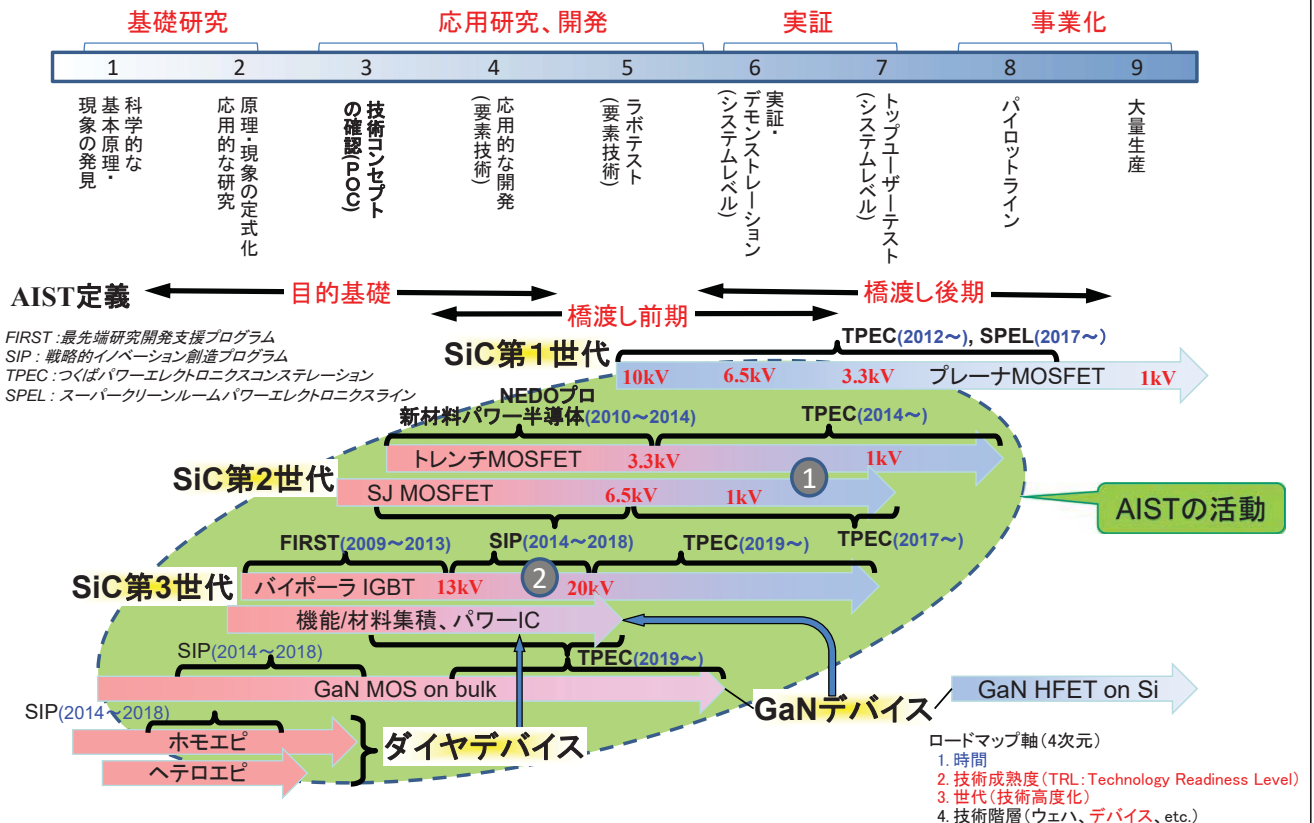 基礎研究
応用研究、開発
実証
事業化
1
2
3
4
5
6
7
8
9
科学的な
基本原理・
現象の発見
原理・現象の定式化
応用的な研究
技術コンセプト
の確認(POC)
応用的な開発
(要素技術)
ラボテスト
(要素技術)
実証・
デモンストレーション
(システムレベル)
トップユーザーテスト
(システムレベル)
パイロットライン
大量生産
AIST定義
目的基礎
橋渡し前期
橋渡し後期
FIRST :最先端研究開発支援プログラム
SIP : 戦略的イノベーション創造プログラム
TPEC : つくばパワーエレクトロニクスコンステレーション
SPEL : スーパークリーンルームパワーエレクトロニクスライン
SiC第1世代
TPEC(2012～), SPEL(2017～)
10kV
6.5kV
3.3kV
プレーナMOSFET
1kV
NEDOプロ
新材料パワー半導体(2010～2014)
TPEC(2014～)
SiC第2世代
トレンチMOSFET
3.3kV
1kV
1
SJ MOSFET
6.5kV
1kV
AISTの活動
FIRST(2009～2013)
SIP(2014～2018)
TPEC(2019～)
TPEC(2017～)
SiC第3世代
バイポーラ IGBT
13kV
2
20kV
機能/材料集積、パワーIC
SIP(2014～2018)
TPEC(2019～)
GaN MOS on bulk
GaNデバイス
GaN HFET on Si
SIP(2014～2018)
ホモエピ
ヘテロエピ
ダイヤデバイス
ロードマップ軸(4次元)
1. 時間
2. 技術成熟度(TRL:Technology Readiness Level)
3. 世代(技術高度化)
4. 技術階層(ウェハ、デバイス、etc.)